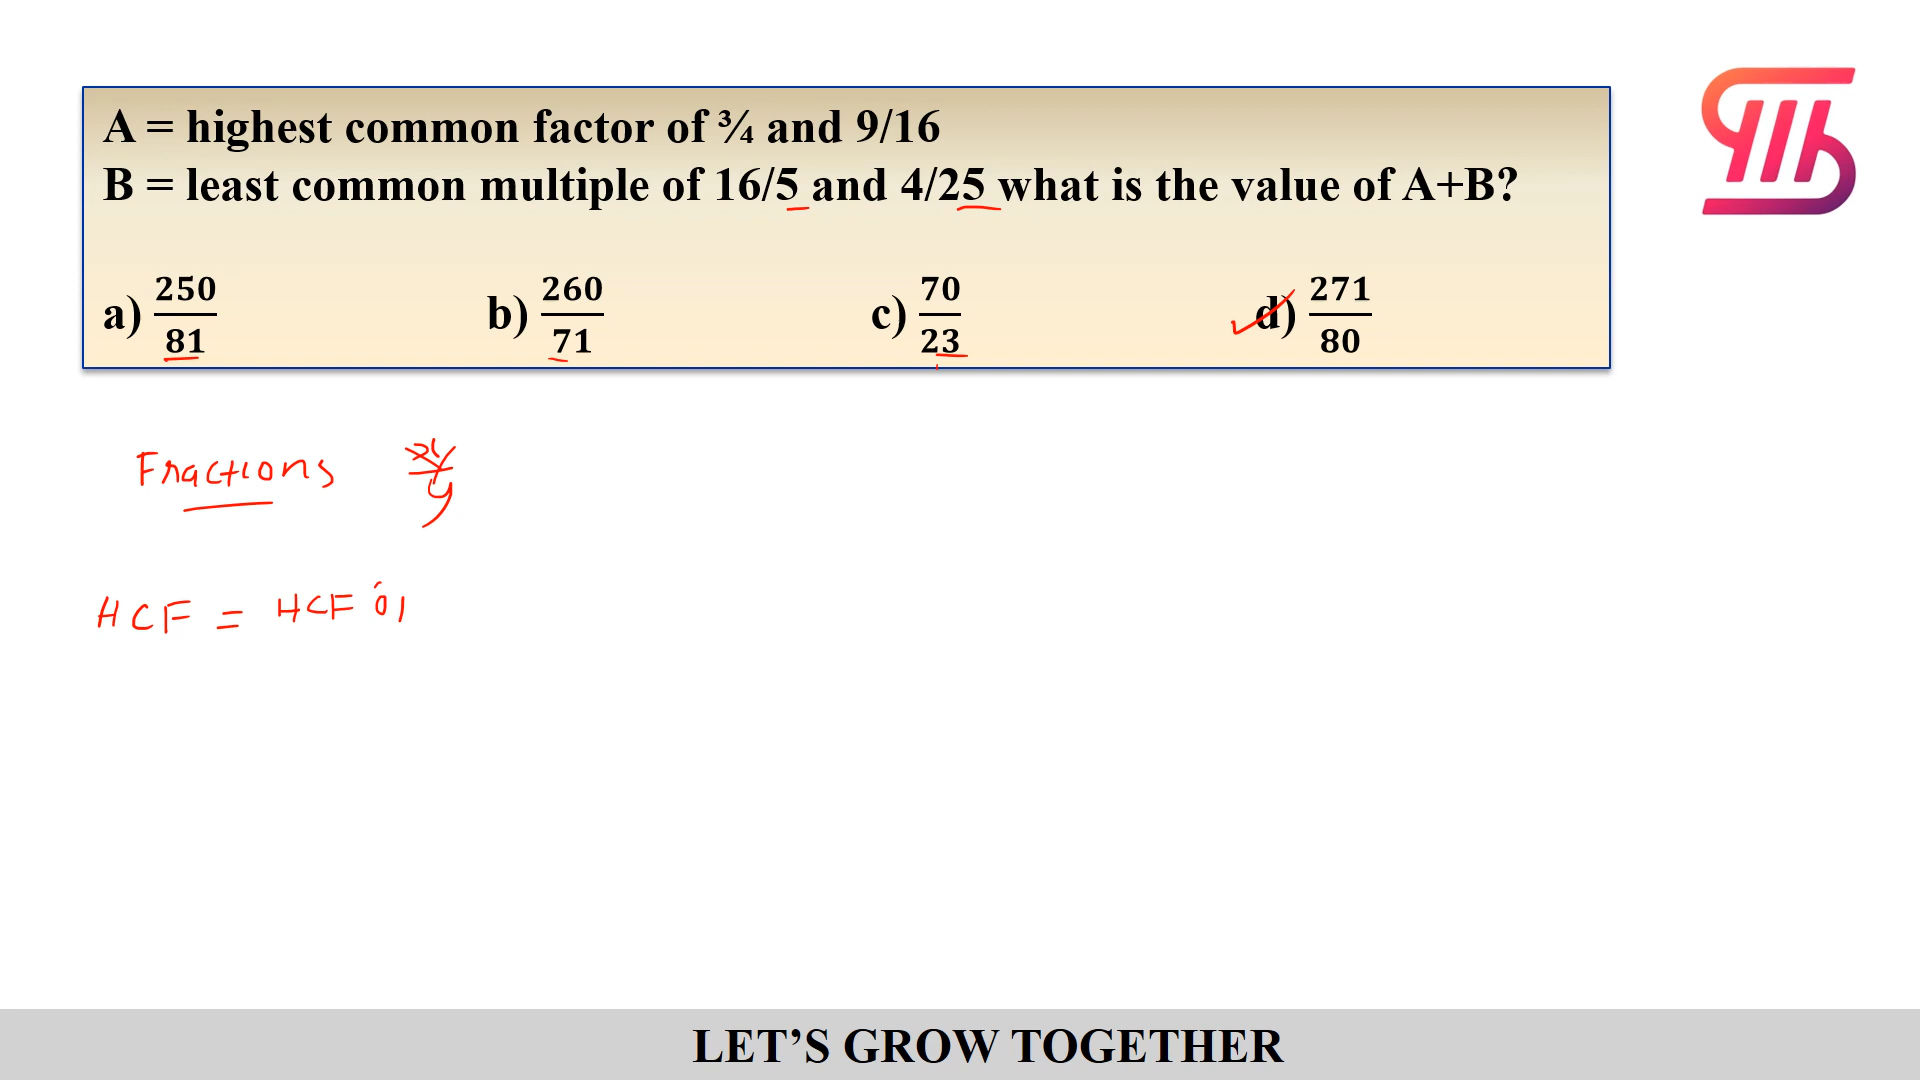 A = highest common factor of ¾ and 9/16
B = least common multiple of 16/5 and 4/25 what is the value of A+B?
a) 250/81 b) 260/71 c) 70/23 d) 271/80
Fractions x/y
HCF = HCF
LET’S GROW TOGETHER